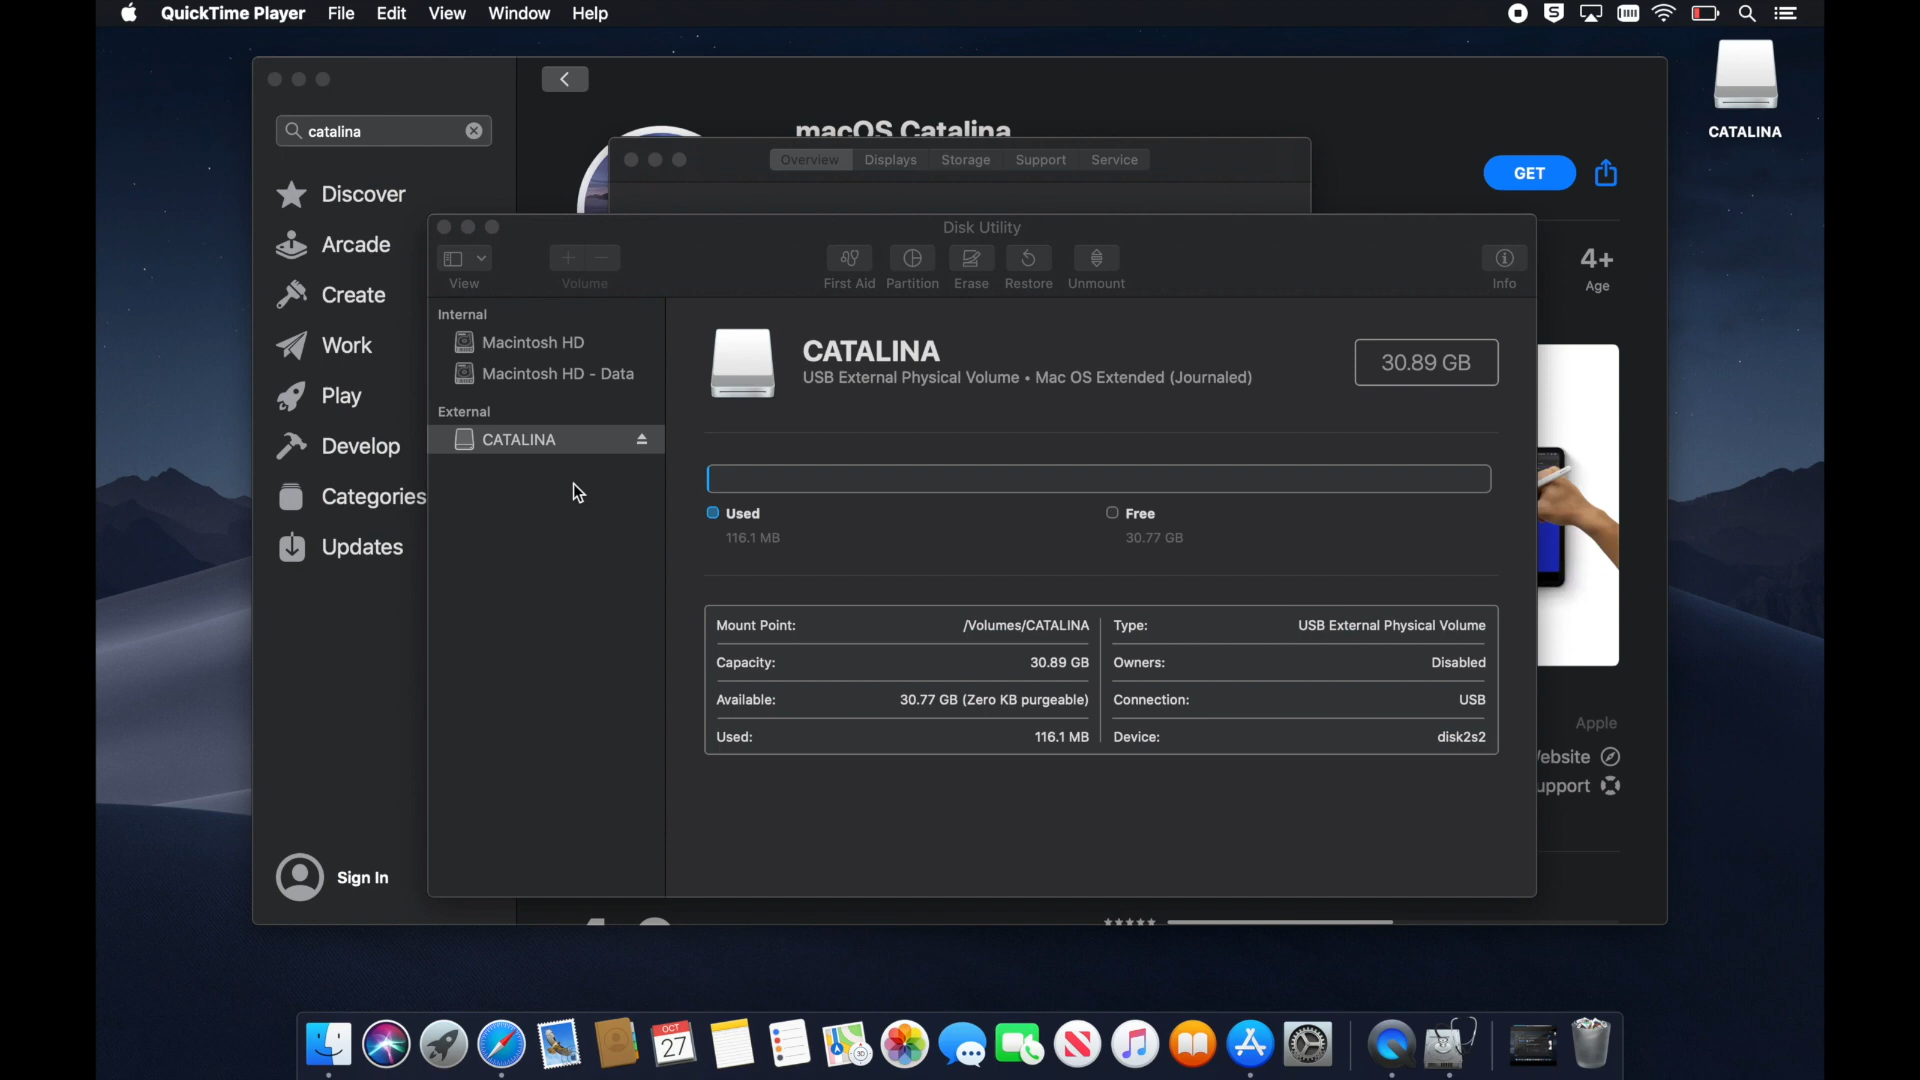 QuickTime Player File Edit View Window Help
CATALINA
catalina
macOS Catalina
GET
Overview Displays Storage Support Service
Discover
Arcade
Create
Work
Play
Develop
Categories
Updates
Sign In
Disk Utility
View Volume First Aid Partition Erase Restore Unmount Info
4+
Age
Internal
Macintosh HD
Macintosh HD - Data
External
CATALINA
CATALINA
USB External Physical Volume • Mac OS Extended (Journaled)
30.89 GB
Used
116.1 MB
Free
30.77 GB
Mount Point: /Volumes/CATALINA
Capacity: 30.89 GB
Available: 30.77 GB (Zero KB purgeable)
Used: 116.1 MB
Type: USB External Physical Volume
Owners: Disabled
Connection: USB
Device: disk2s2
Apple
ebsite
upport
OCT
27
3D